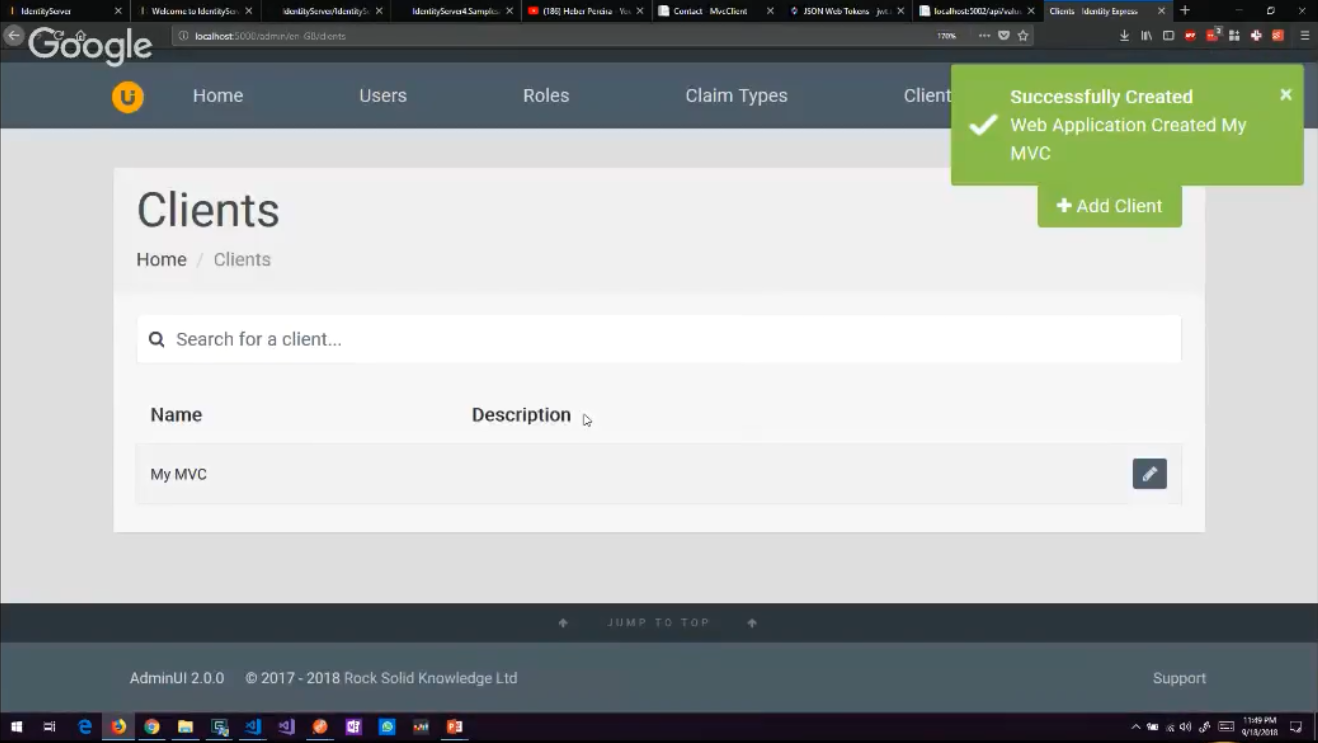 IdentityServer
Welcome to IdentityServ
IdentityServer/IdentityS
IdentityServer4.Samples
(186) Heber Pereira - Yo
Contact MvcClient
JSON Web Tokens - jwt.
localhost:5002/api/value
Clients Identity Express
localhost:5000/admin/en-GB/clients
170%
Google
Home
Users
Roles
Claim Types
Client
Successfully Created
Web Application Created My
MVC
Add Client
Clients
Home / Clients
Search for a client...
Name
Description
My MVC
JUMP TO TOP
AdminUI 2.0.0
© 2017 - 2018 Rock Solid Knowledge Ltd
Support
11:49 PM
9/18/2018